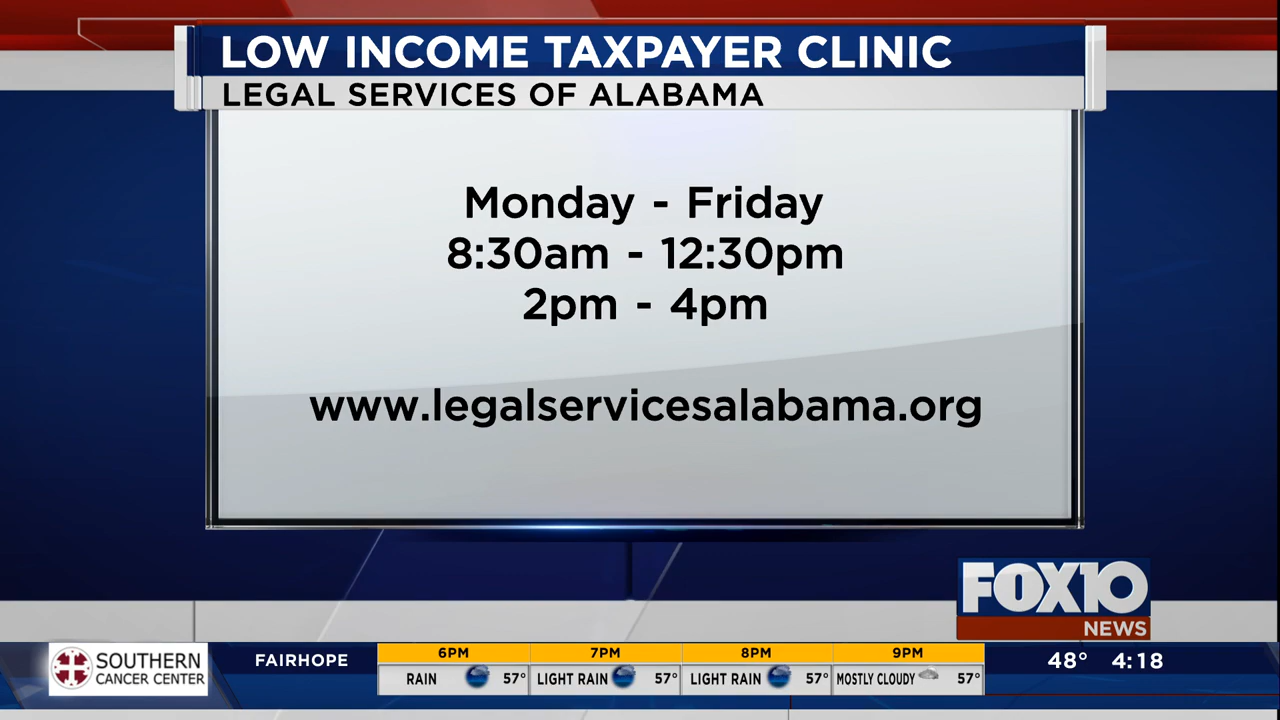 LOW INCOME TAXPAYER CLINIC
LEGAL SERVICES OF ALABAMA
Monday - Friday
8:30am - 12:30pm
2pm - 4pm
www.legalservicesalabama.org
FOX10
NEWS
SOUTHERN
CANCER CENTER
FAIRHOPE
6PM 7PM 8PM 9PM
RAIN 57° LIGHT RAIN 57° LIGHT RAIN 57° MOSTLY CLOUDY 57°
48° 4:18